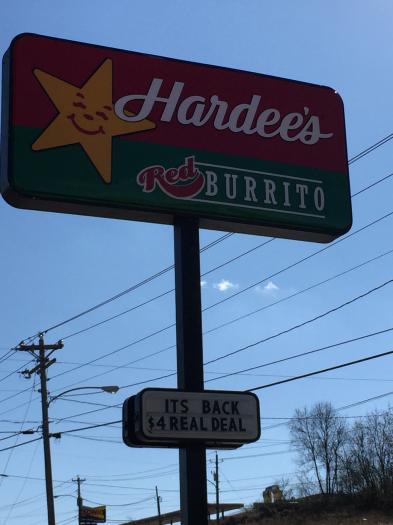 Hardee's
Red BURRITO
ITS BACK
$4 REAL DEAL